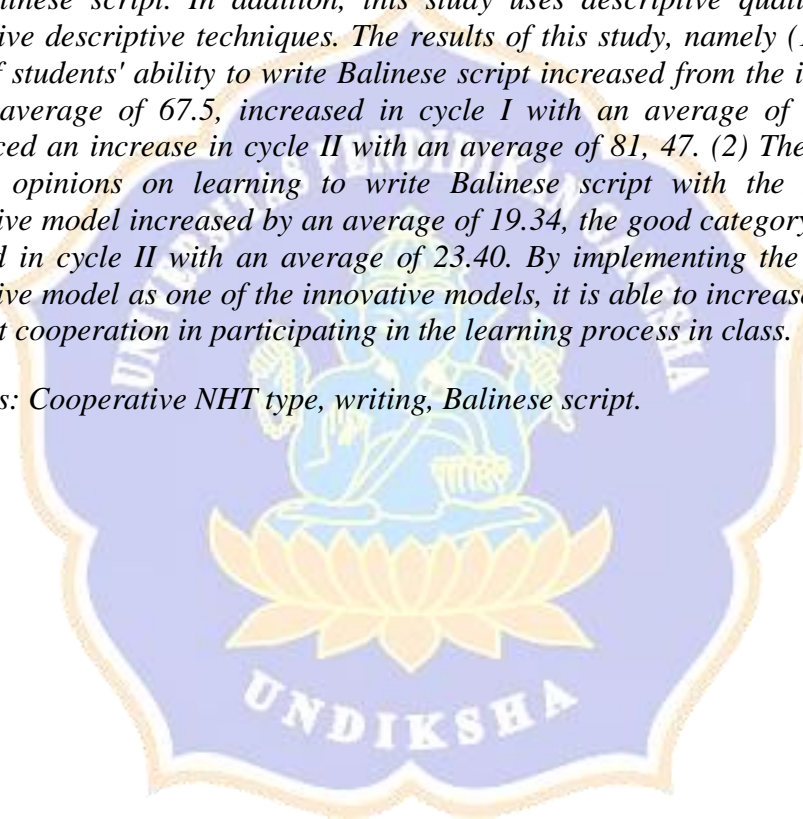 linese script. In addition, this study uses descriptive quali
ive descriptive techniques. The results of this study, namely (1
f students' ability to write Balinese script increased from the i
average of 67.5, increased in cycle I with an average of
ced an increase in cycle II with an average of 81, 47. (2) The
opinions on learning to write Balinese script with the
ive model increased by an average of 19.34, the good category
d in cycle II with an average of 23.40. By implementing the
ive model as one of the innovative models, it is able to increase
t cooperation in participating in the learning process in class.
s: Cooperative NHT type, writing, Balinese script.
UNIVERSITAS PENDIDIKAN GANESHA
UNDIKSHA